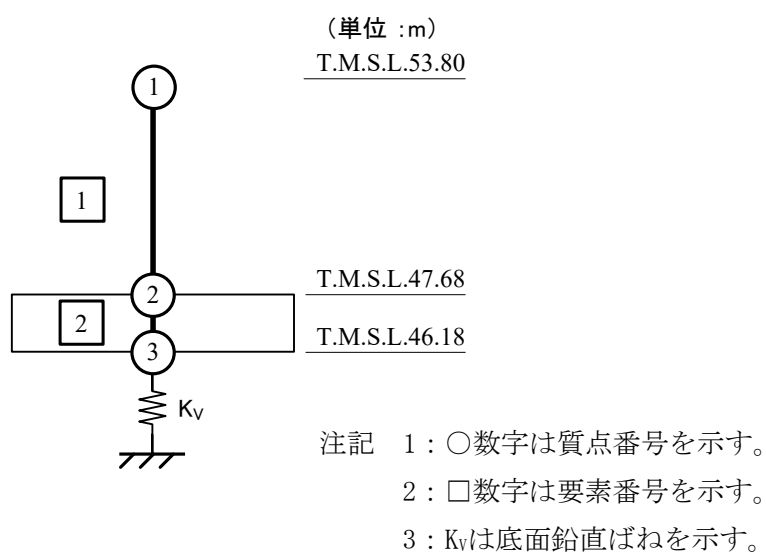 （単位 :m）
T.M.S.L.53.80
1
1
T.M.S.L.47.68
2
2
T.M.S.L.46.18
3
KV
注記　1：○数字は質点番号を示す。
2：□数字は要素番号を示す。
3：KVは底面鉛直ばねを示す。